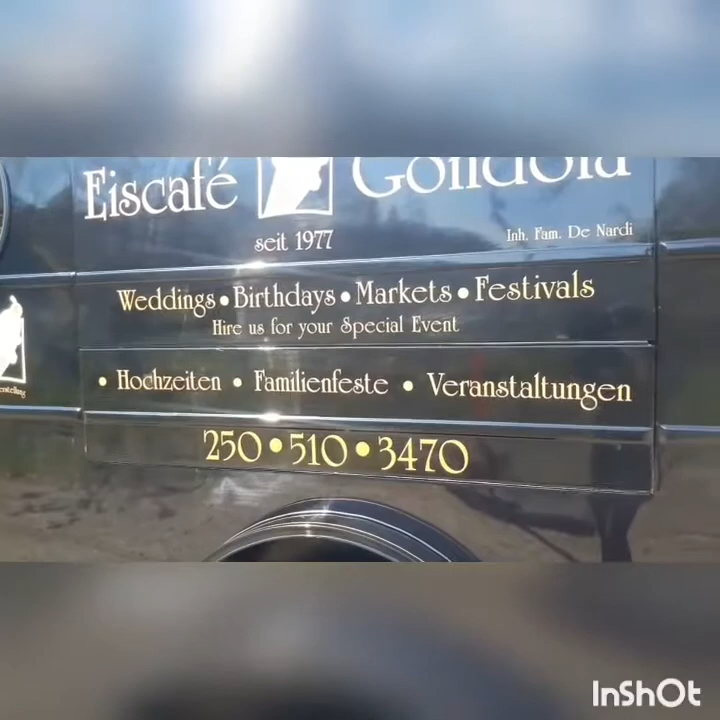 Eiscafé Gondola
seit 1977
Inh. Fam. De Nardi
Weddings • Birthdays • Markets • Festivals
Hire us for your Special Event
• Hochzeiten • Familienfeste • Veranstaltungen
250 • 510 • 3470
InShOt